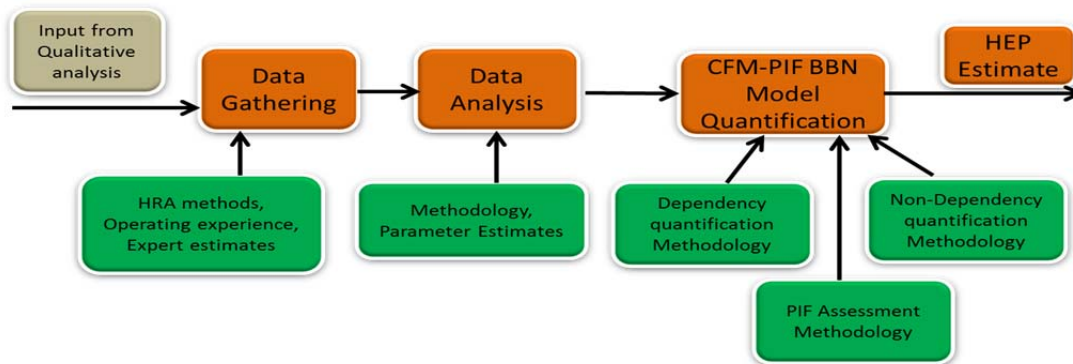 Input from
Qualitative
analysis
Data
Gathering
Data
Analysis
CFM-PIF BBN
Model
Quantification
HEP
Estimate
HRA methods,
Operating experience,
Expert estimates
Methodology,
Parameter Estimates
Dependency
quantification
Methodology
Non-Dependency
quantification
Methodology
PIF Assessment
Methodology